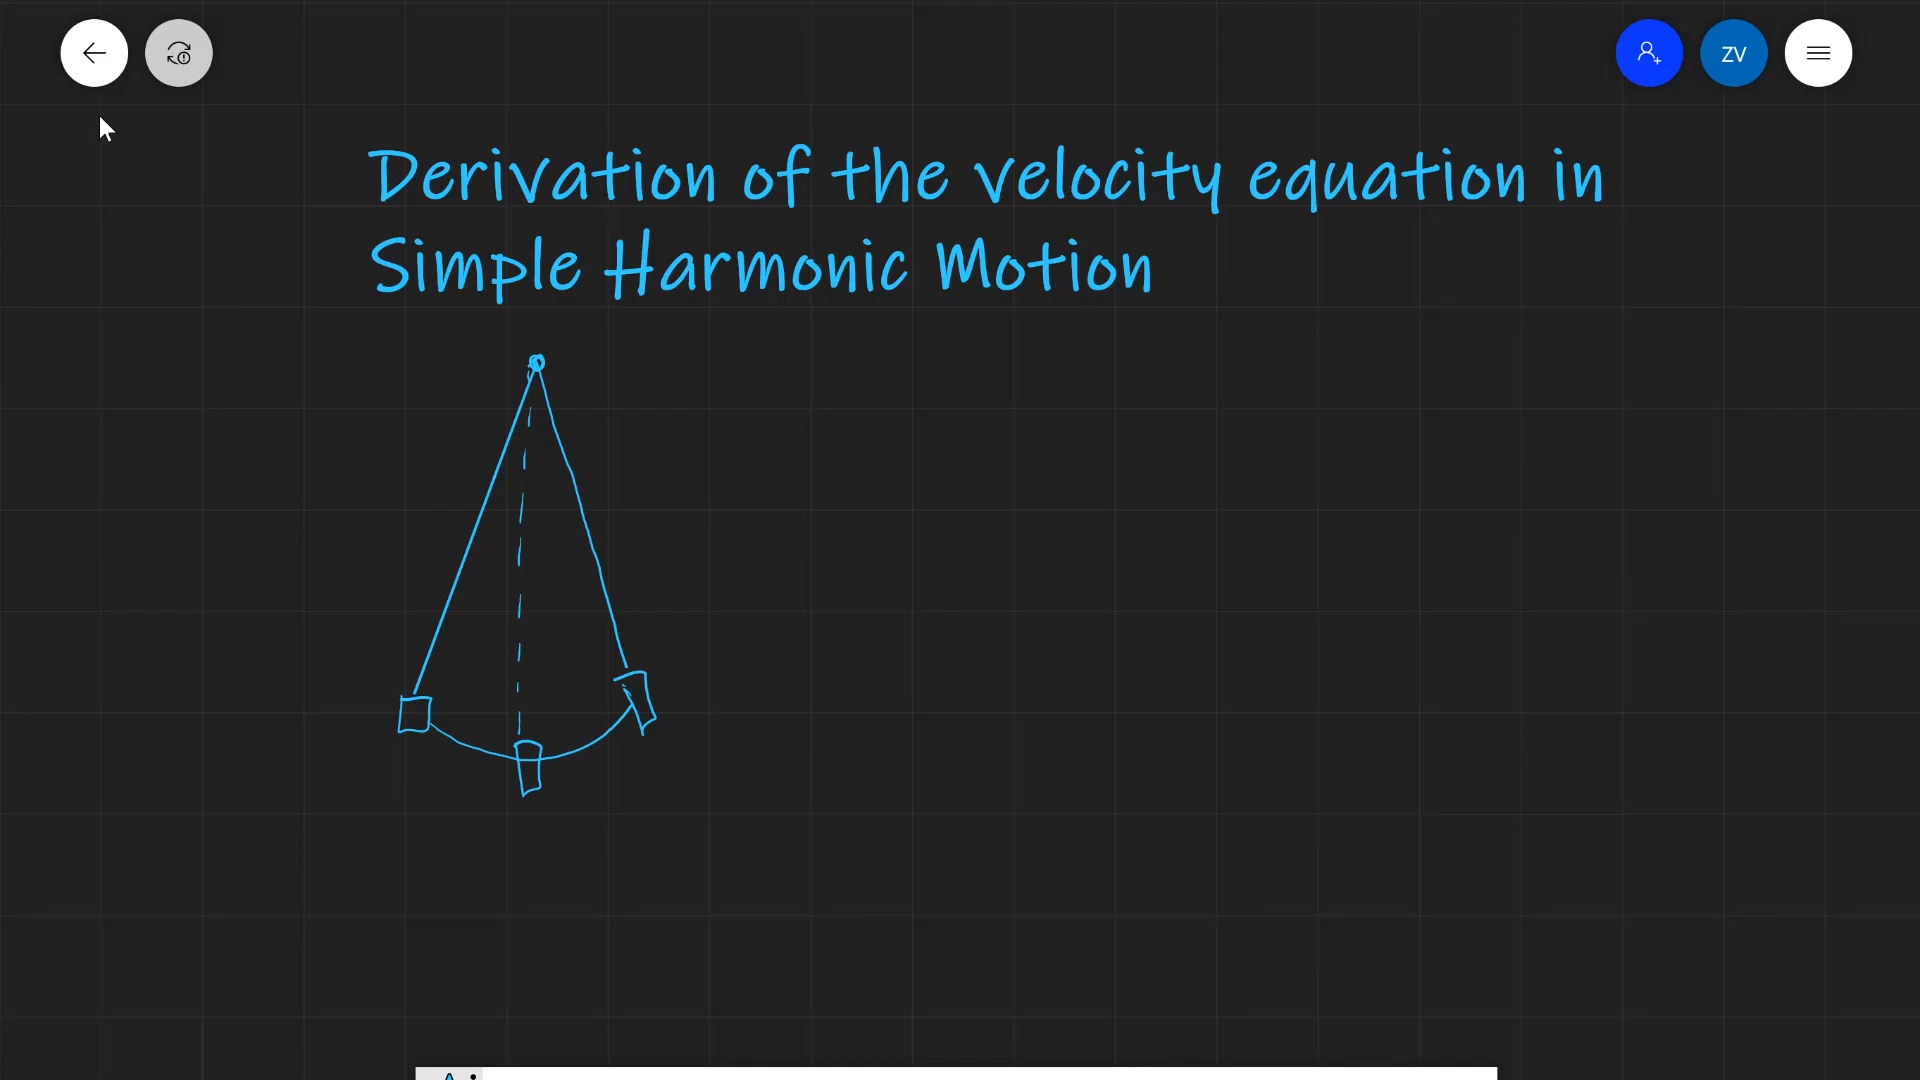 ZV
Derivation of the velocity equation in
Simple Harmonic Motion